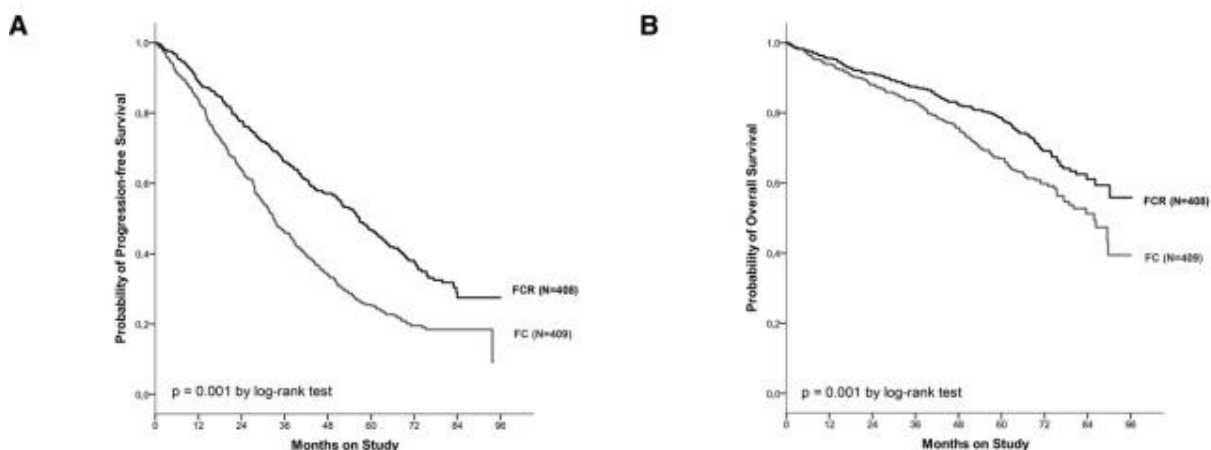 A
Probability of Progression-free Survival
1,0
0,8
0,6
0,4
0,2
0,0
FCR (N=408)
FC (N=409)
p = 0.001 by log-rank test
0 12 24 36 48 60 72 84 96
Months on Study
B
Probability of Overall Survival
1,0
0,8
0,6
0,4
0,2
0,0
FCR (N=408)
FC (N=409)
p = 0.001 by log-rank test
0 12 24 36 48 60 72 84 96
Months on Study